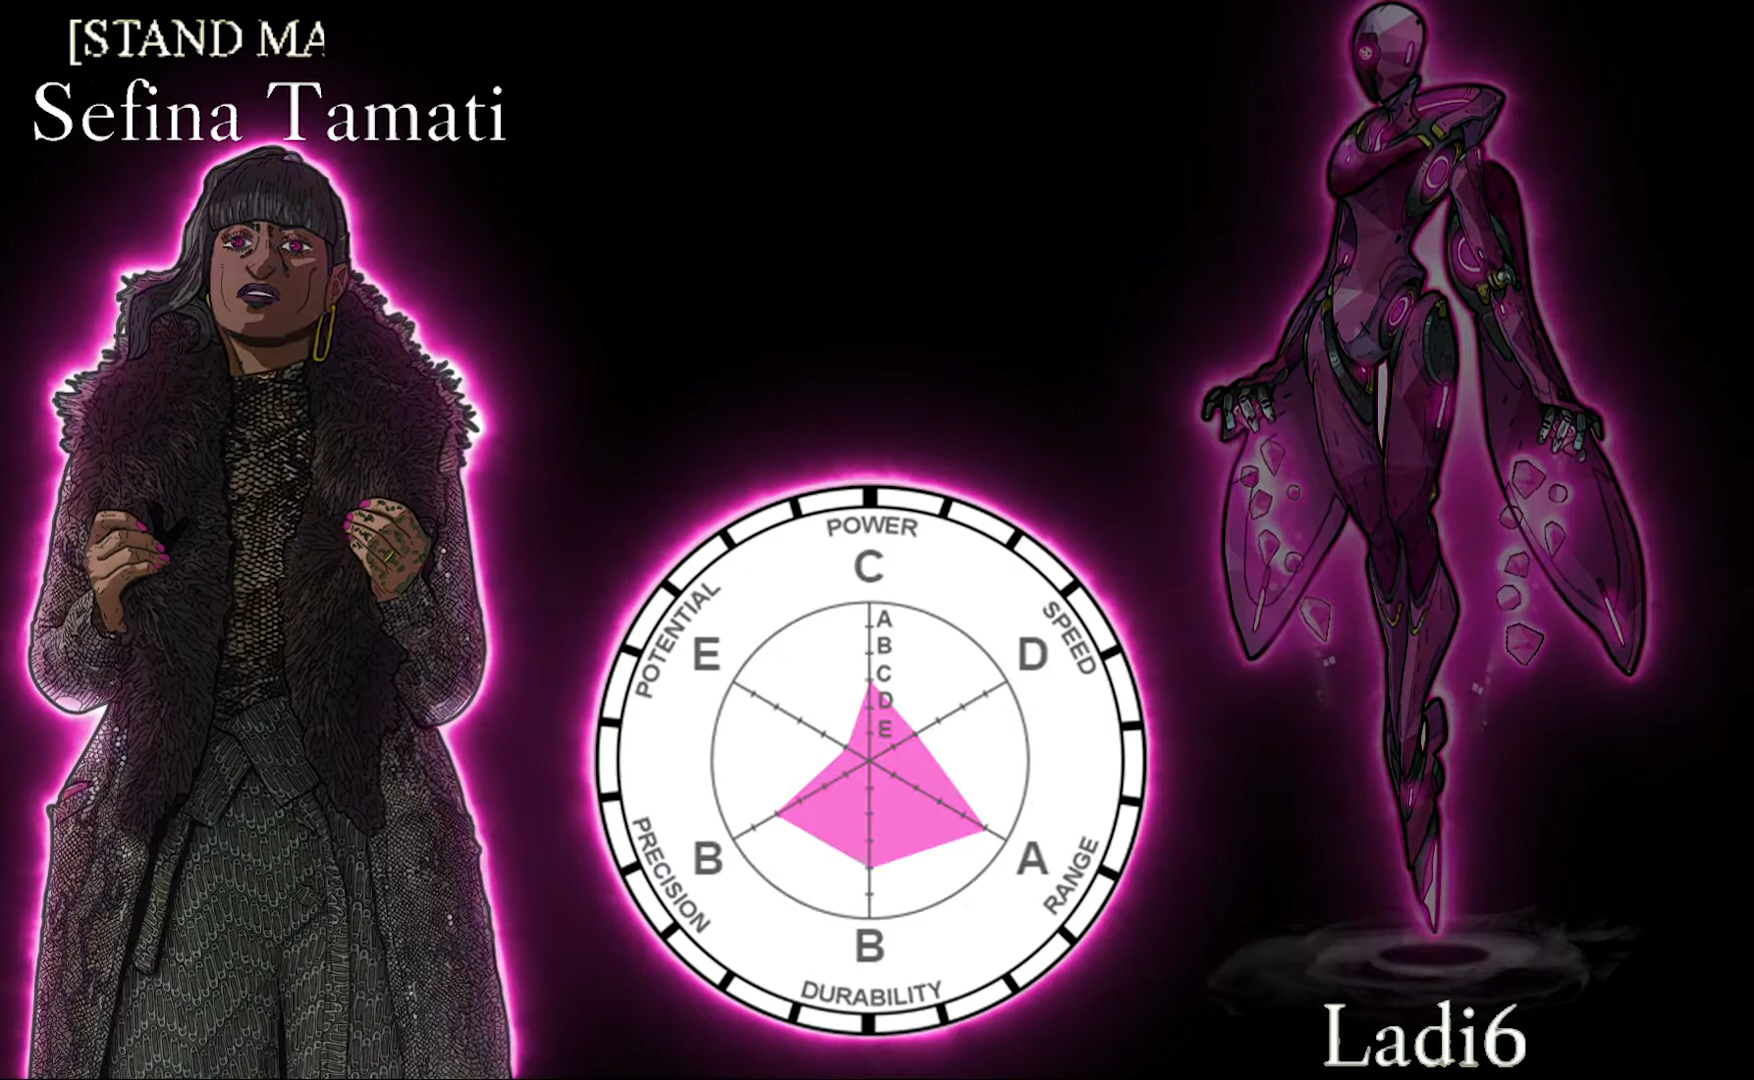 [STAND MA
Sefina Tamati
POWER
C
SPEED
D
RANGE
A
DURABILITY
B
PRECISION
B
POTENTIAL
E
A
B
C
D
E
Ladi6